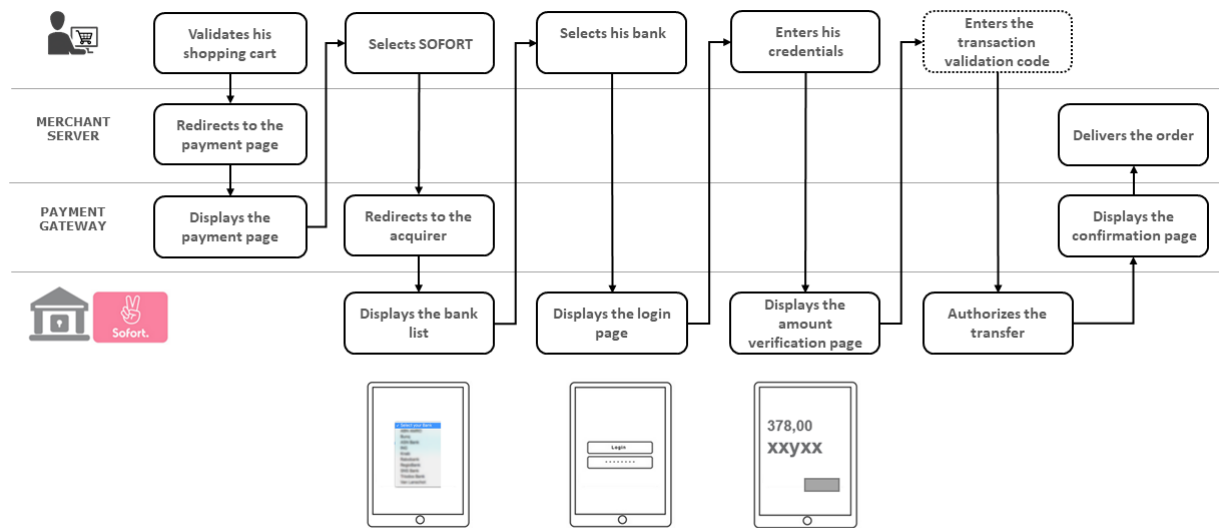 Validates his
shopping cart
Selects SOFORT
Selects his bank
Enters his
credentials
Enters the
transaction
validation code
MERCHANT
SERVER
Redirects to the
payment page
Delivers the order
PAYMENT
GATEWAY
Displays the
payment page
Redirects to the
acquirer
Displays the
confirmation page
Sofort.
Displays the bank
list
Displays the login
page
Displays the
amount
verification page
Authorizes the
transfer
Select your Bank
Login
378,00
xxyxx